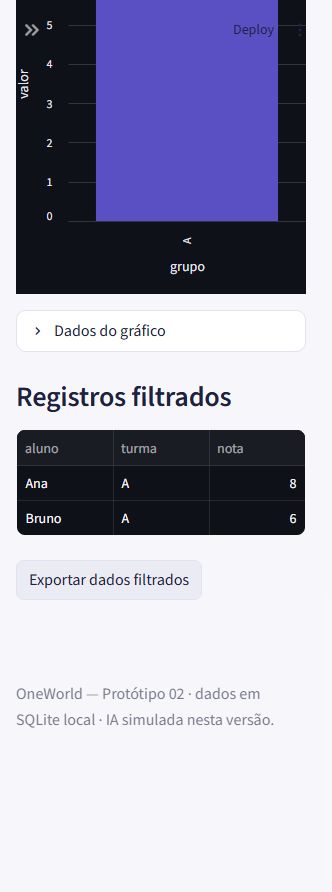 5
Deploy
4
valor
3
2
1
0
A
grupo
Dados do gráfico
Registros filtrados
aluno turma nota
Ana A 8
Bruno A 6
Exportar dados filtrados
OneWorld — Protótipo 02 · dados em
SQLite local · IA simulada nesta versão.